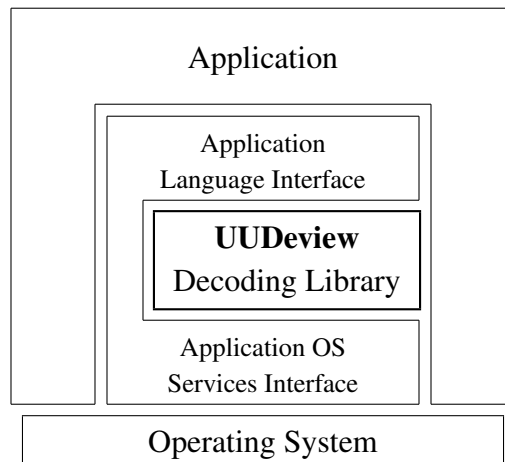 Application
Application
Language Interface
UUDeview
Decoding Library
Application OS
Services Interface
Operating System